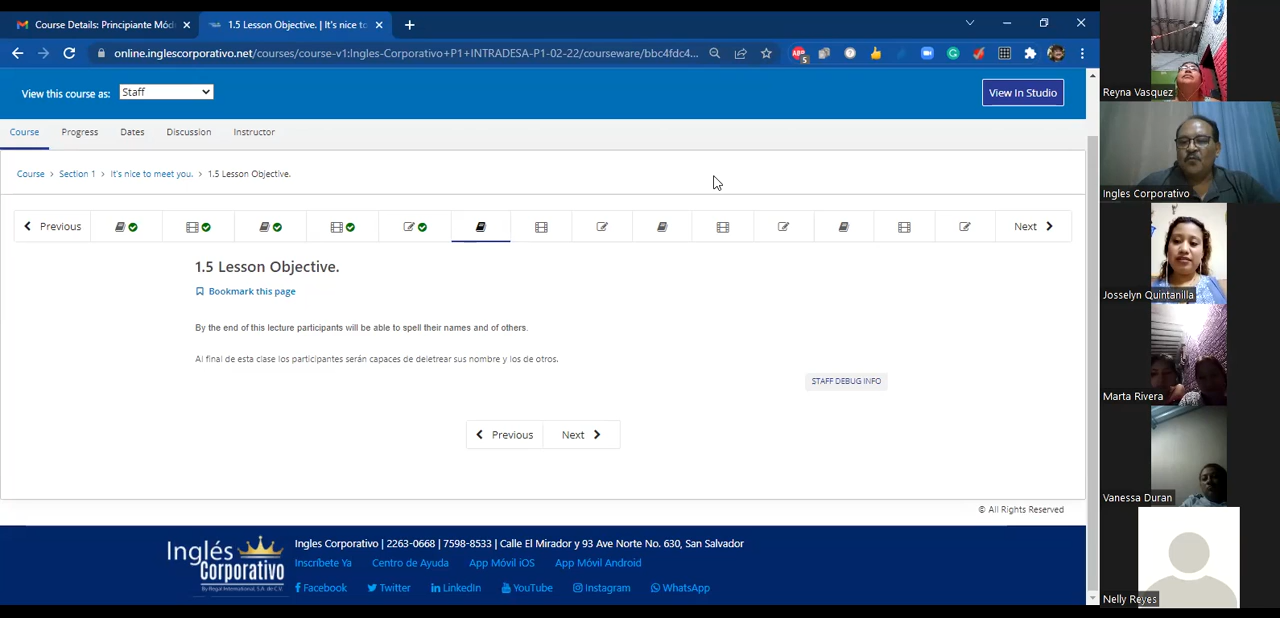 Course Details: Principiante Mód
1.5 Lesson Objective. | It's nice to
online.inglescorporativo.net/courses/course-v1:Ingles-Corporativo+P1+INTRADESA-P1-02-22/courseware/bbc4fdc4...
ABP
5
View this course as:
Staff
View In Studio
Course
Progress
Dates
Discussion
Instructor
Course > Section 1 > It's nice to meet you. > 1.5 Lesson Objective.
Previous
Next
1.5 Lesson Objective.
Bookmark this page
By the end of this lecture participants will be able to spell their names and of others.
Al final de esta clase los participantes serán capaces de deletrear sus nombre y los de otros.
STAFF DEBUG INFO
Previous
Next
© All Rights Reserved
Inglés
Corporativo
By Regal International, S.A. de C.V.
Ingles Corporativo | 2263-0668 | 7598-8533 | Calle El Mirador y 93 Ave Norte No. 630, San Salvador
Inscríbete Ya
Centro de Ayuda
App Móvil iOS
App Móvil Android
Facebook
Twitter
LinkedIn
YouTube
Instagram
WhatsApp
Reyna Vasquez
Ingles Corporativo
Josselyn Quintanilla
Marta Rivera
Vanessa Duran
Nelly Reyes